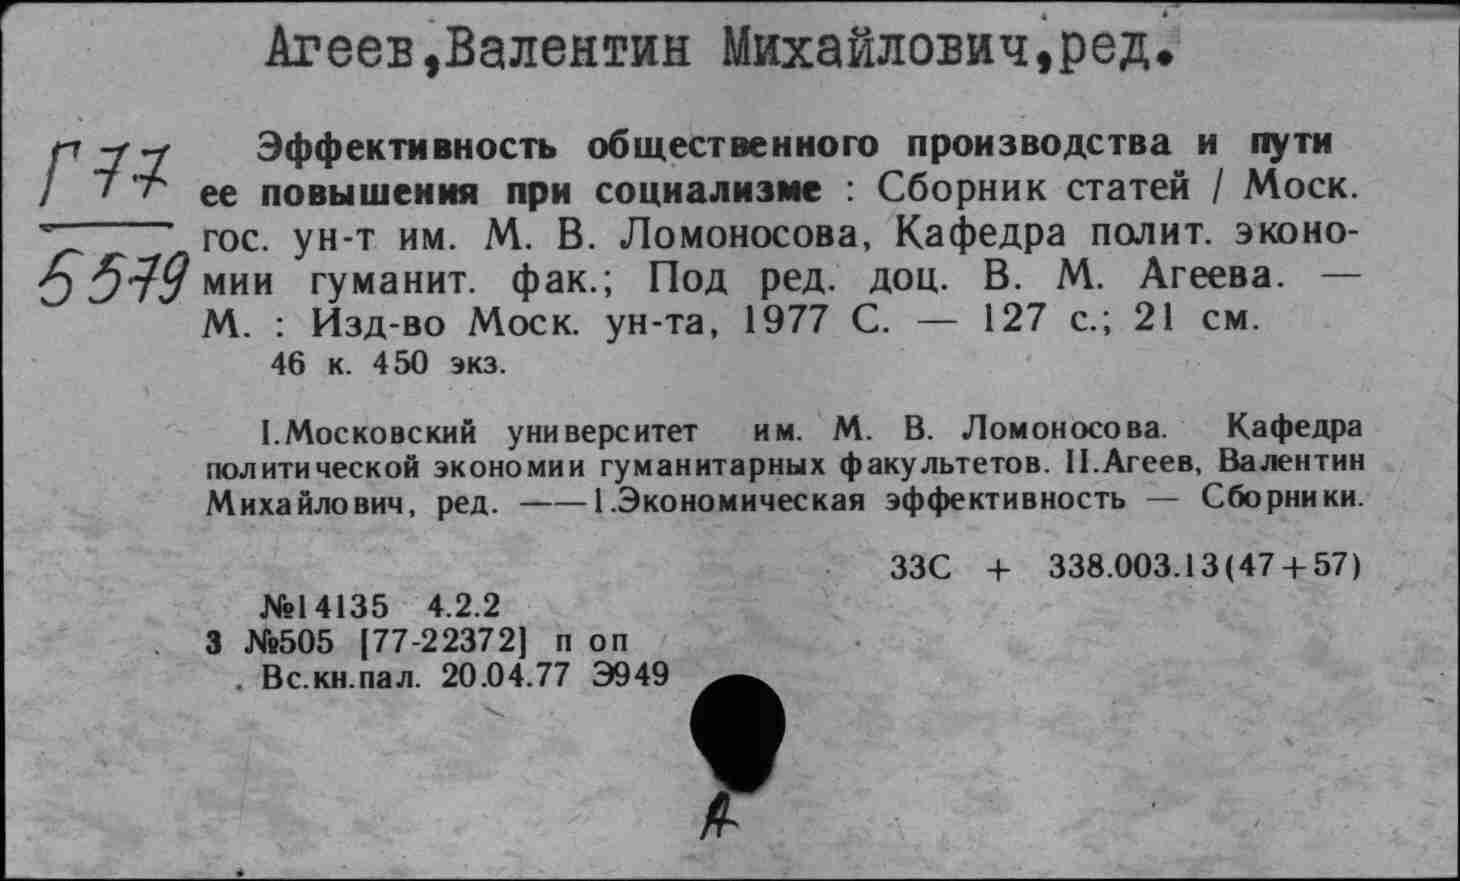 Агеев,Валентин Михайлович,ред.
Г77
5579
Эффективность общественного производства и пути
ее повышения при социализме : Сборник статей / Моск.
гос. ун-т им. М. В. Ломоносова, Кафедра полит. эконо-
мии гуманит. фак.; Под ред. доц. В. М. Агеева. —
М. : Изд-во Моск. ун-та, 1977 С. — 127 с.; 21 см.
46 к. 450 экз.
I.Московский университет им. М. В. Ломоносова. Кафедра
политической экономии гуманитарных факультетов. II.Агеев, Валентин
Михайлович, ред. ——1.Экономическая эффективность — Сборники.
33С + 338.003.13(47+57)
№14135 4.2.2
3 №505 [77-22372] п оп
Вс.кн.пал. 20.04.77 Э949
А